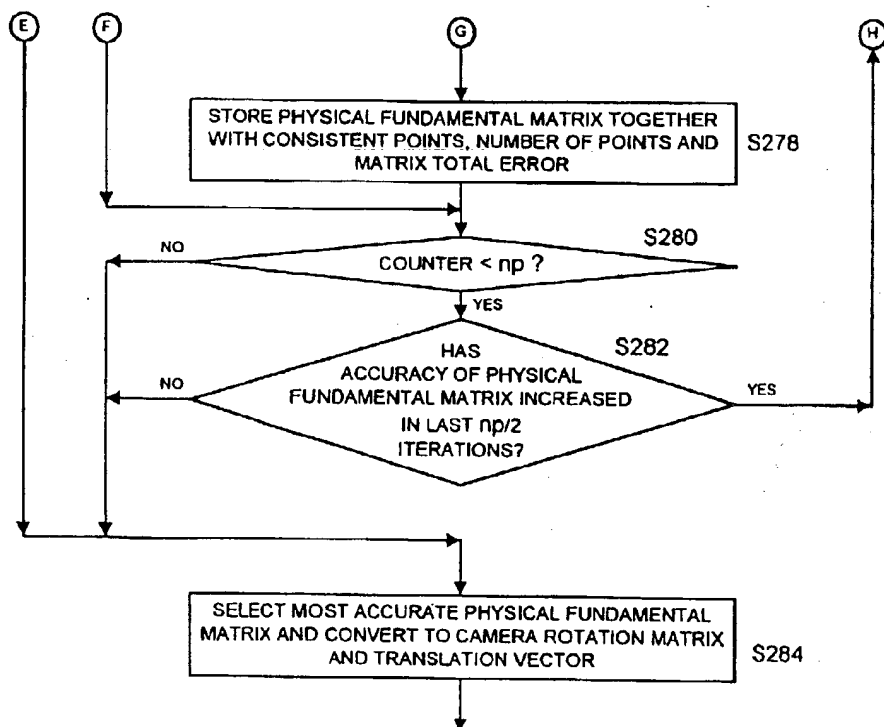 E
F
G
H
STORE PHYSICAL FUNDAMENTAL MATRIX TOGETHER
WITH CONSISTENT POINTS, NUMBER OF POINTS AND
MATRIX TOTAL ERROR
S278
S280
NO
COUNTER < np ?
YES
S282
HAS
ACCURACY OF PHYSICAL
FUNDAMENTAL MATRIX INCREASED
IN LAST np/2
ITERATIONS?
NO
YES
SELECT MOST ACCURATE PHYSICAL FUNDAMENTAL
MATRIX AND CONVERT TO CAMERA ROTATION MATRIX
AND TRANSLATION VECTOR
S284